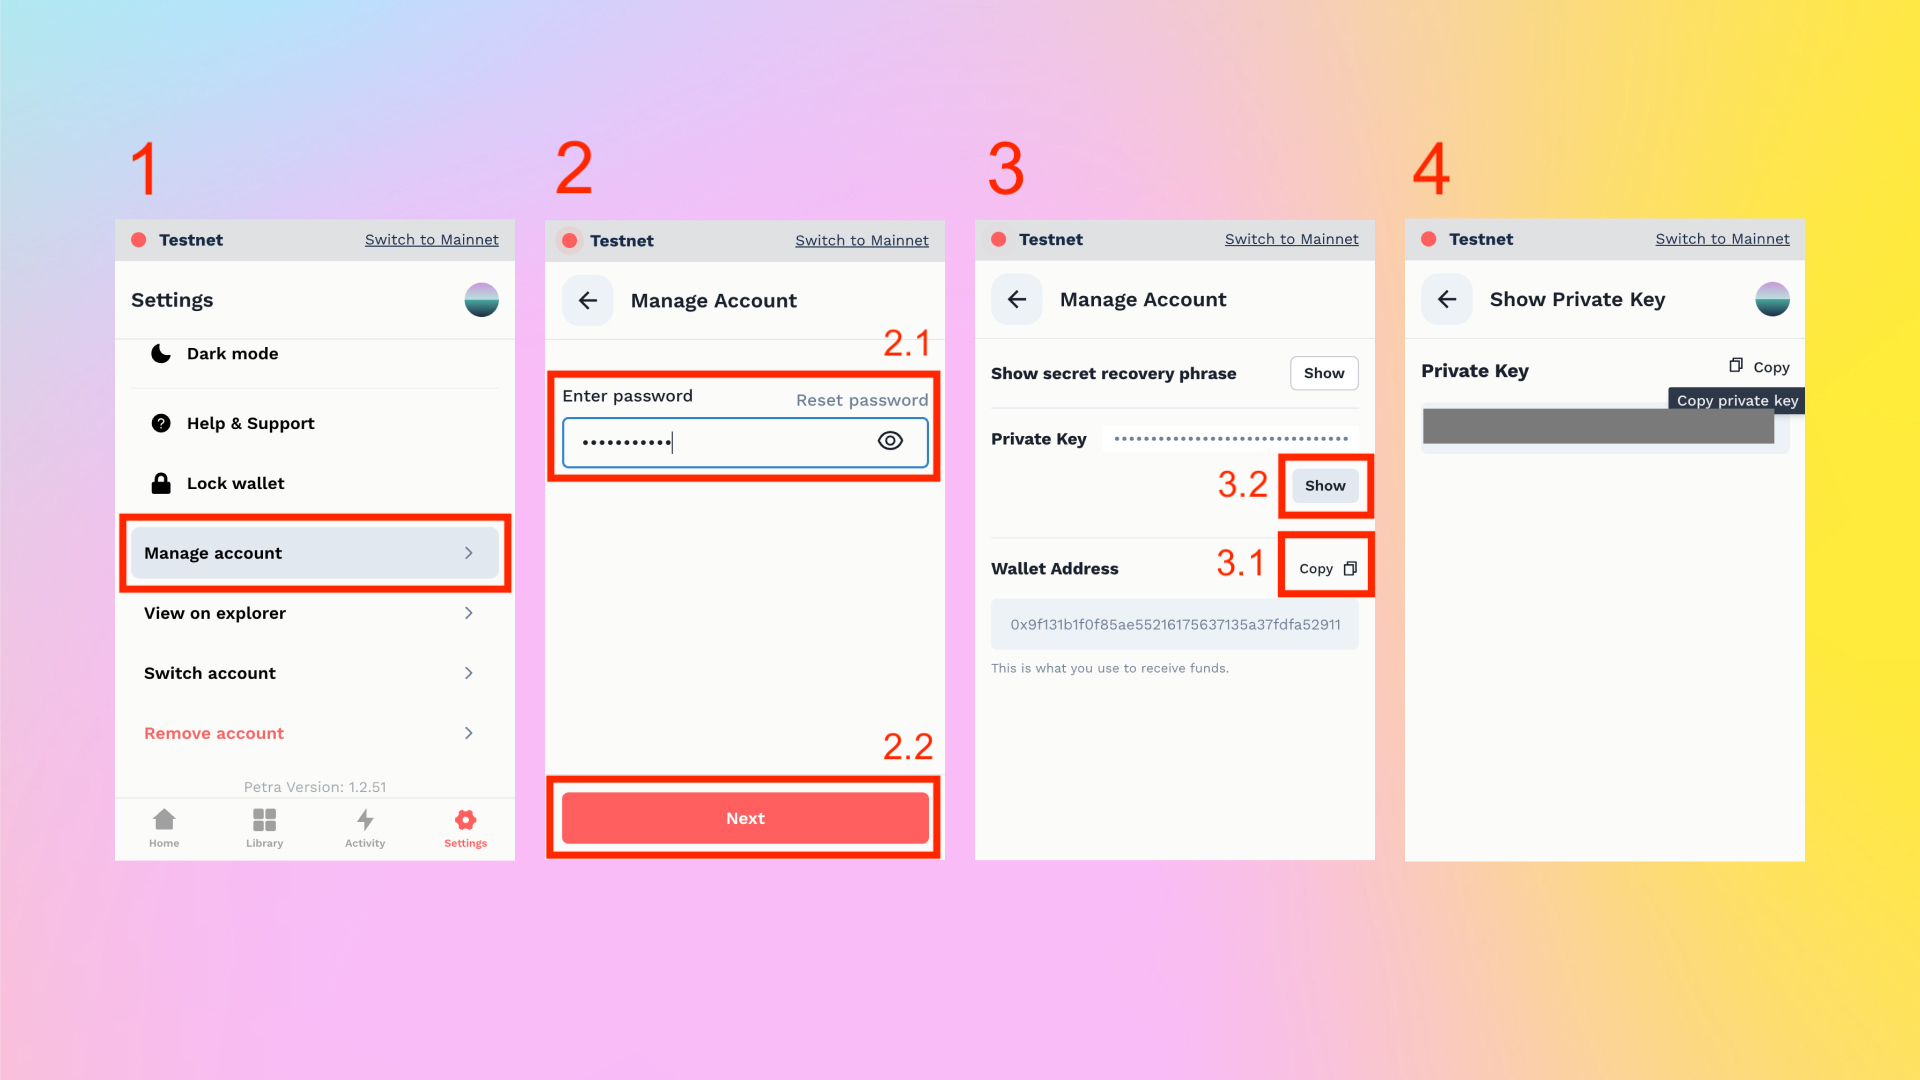 1
Testnet Switch to Mainnet
Settings
Dark mode
Help & Support
Lock wallet
Manage account
View on explorer
Switch account
Remove account
Petra Version: 1.2.51
Home Library Activity Settings
2
Testnet Switch to Mainnet
Manage Account
2.1
Enter password Reset password
2.2
Next
3
Testnet Switch to Mainnet
Manage Account
Show secret recovery phrase Show
Private Key
3.2 Show
Wallet Address 3.1 Copy
0x9f131b1f0f85ae55216175637135a37fdfa52911
This is what you use to receive funds.
4
Testnet Switch to Mainnet
Show Private Key
Private Key Copy
Copy private key